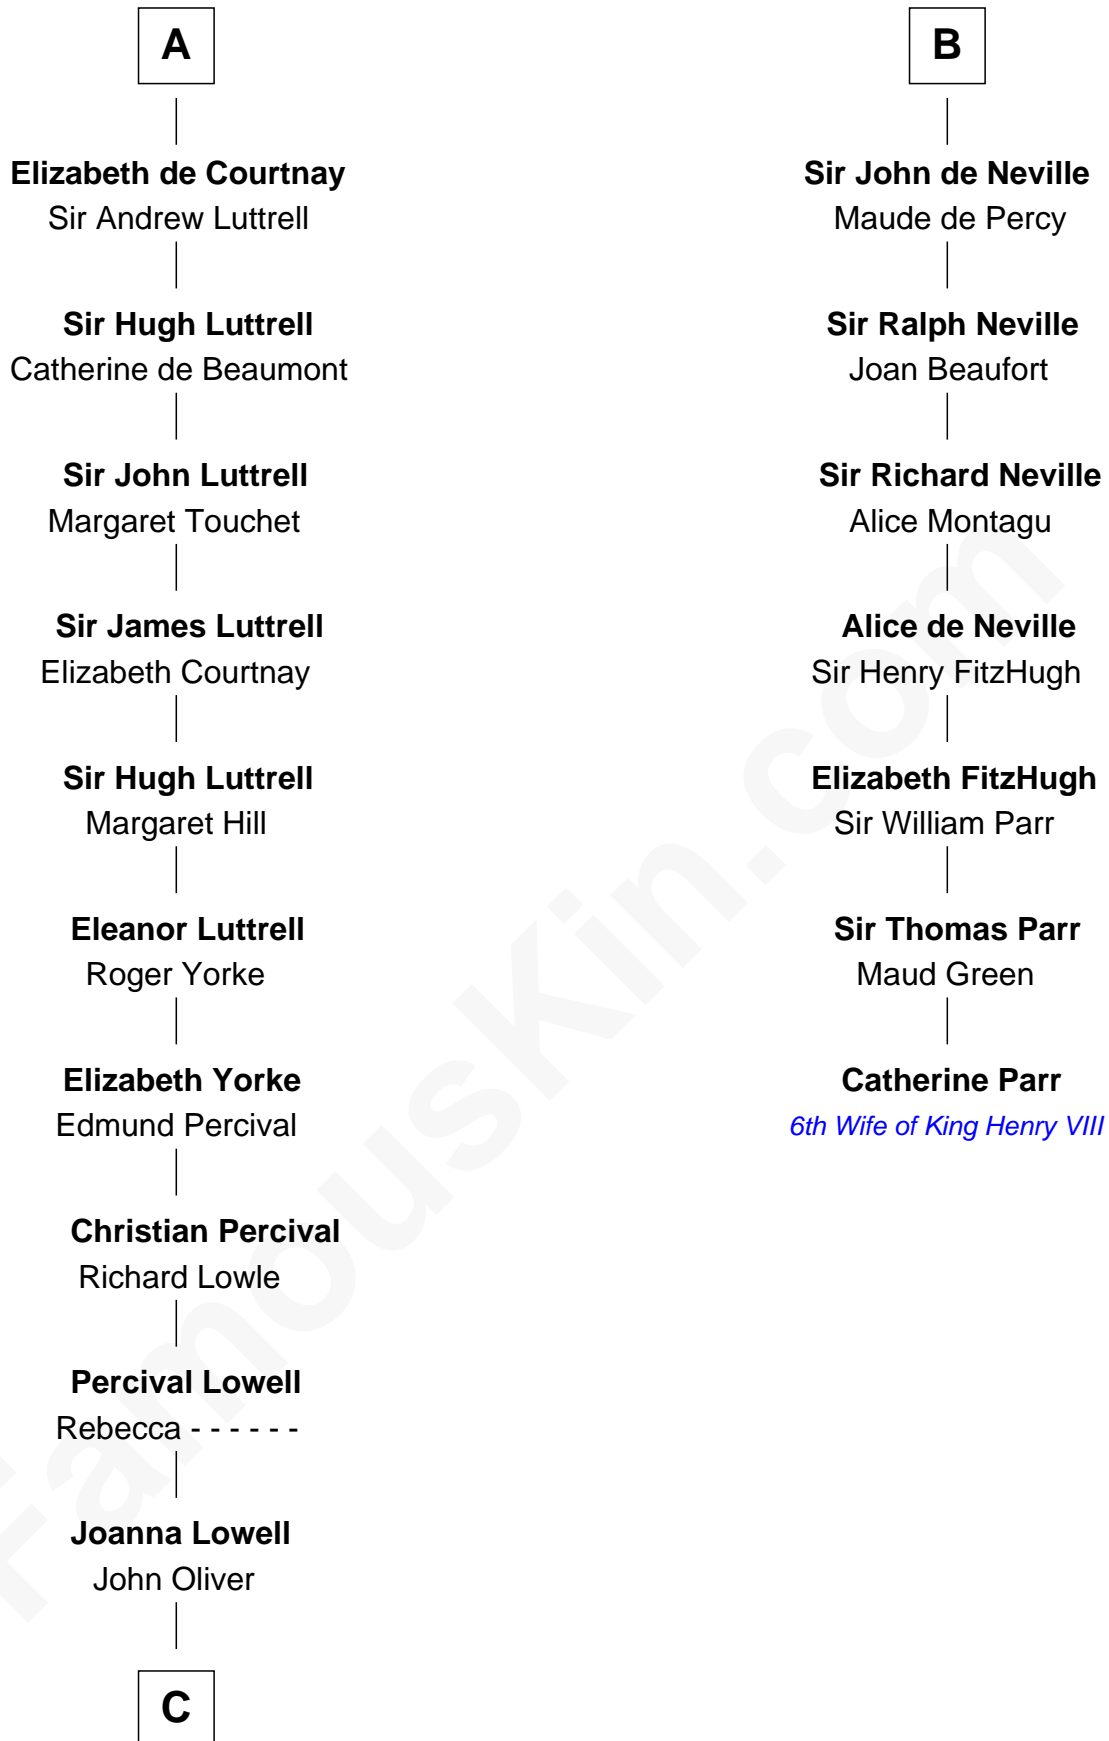 A
Elizabeth de Courtnay
Sir Andrew Luttrell
Sir Hugh Luttrell
Catherine de Beaumont
Sir John Luttrell
Margaret Touchet
Sir James Luttrell
Elizabeth Courtnay
Sir Hugh Luttrell
Margaret Hill
Eleanor Luttrell
Roger Yorke
Elizabeth Yorke
Edmund Percival
Christian Percival
Richard Lowle
Percival Lowell
Rebecca - - - - - -
Joanna Lowell
John Oliver
C
B
Sir John de Neville
Maude de Percy
Sir Ralph Neville
Joan Beaufort
Sir Richard Neville
Alice Montagu
Alice de Neville
Sir Henry FitzHugh
Elizabeth FitzHugh
Sir William Parr
Sir Thomas Parr
Maud Green
Catherine Parr
6th Wife of King Henry VIII
FamousKin.com